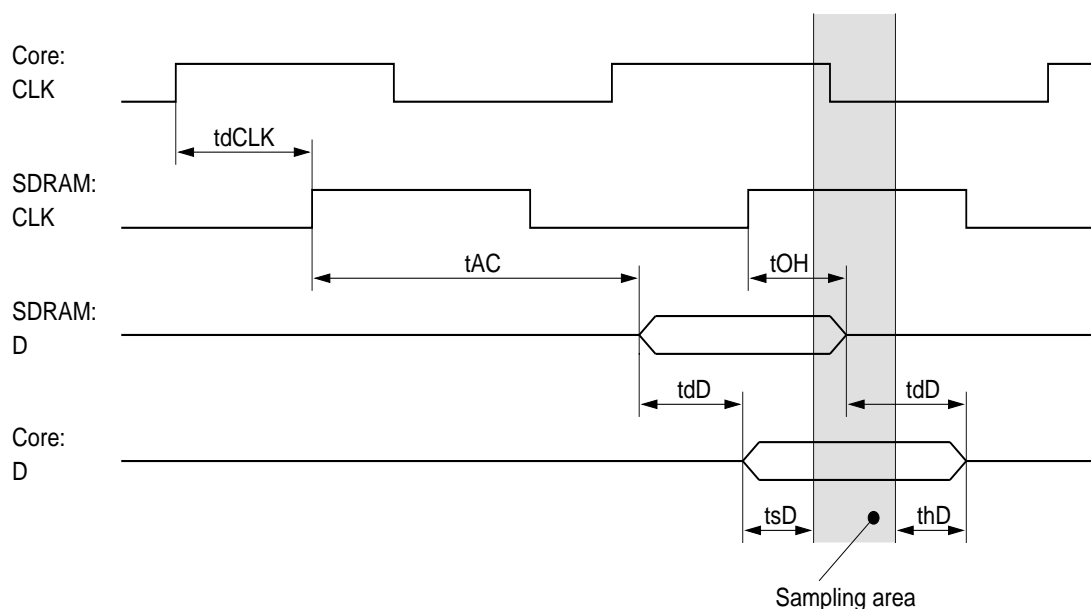 Core:
CLK
tdCLK
SDRAM:
CLK
tAC
tOH
SDRAM:
D
tdD
tdD
Core:
D
tsD
thD
Sampling area